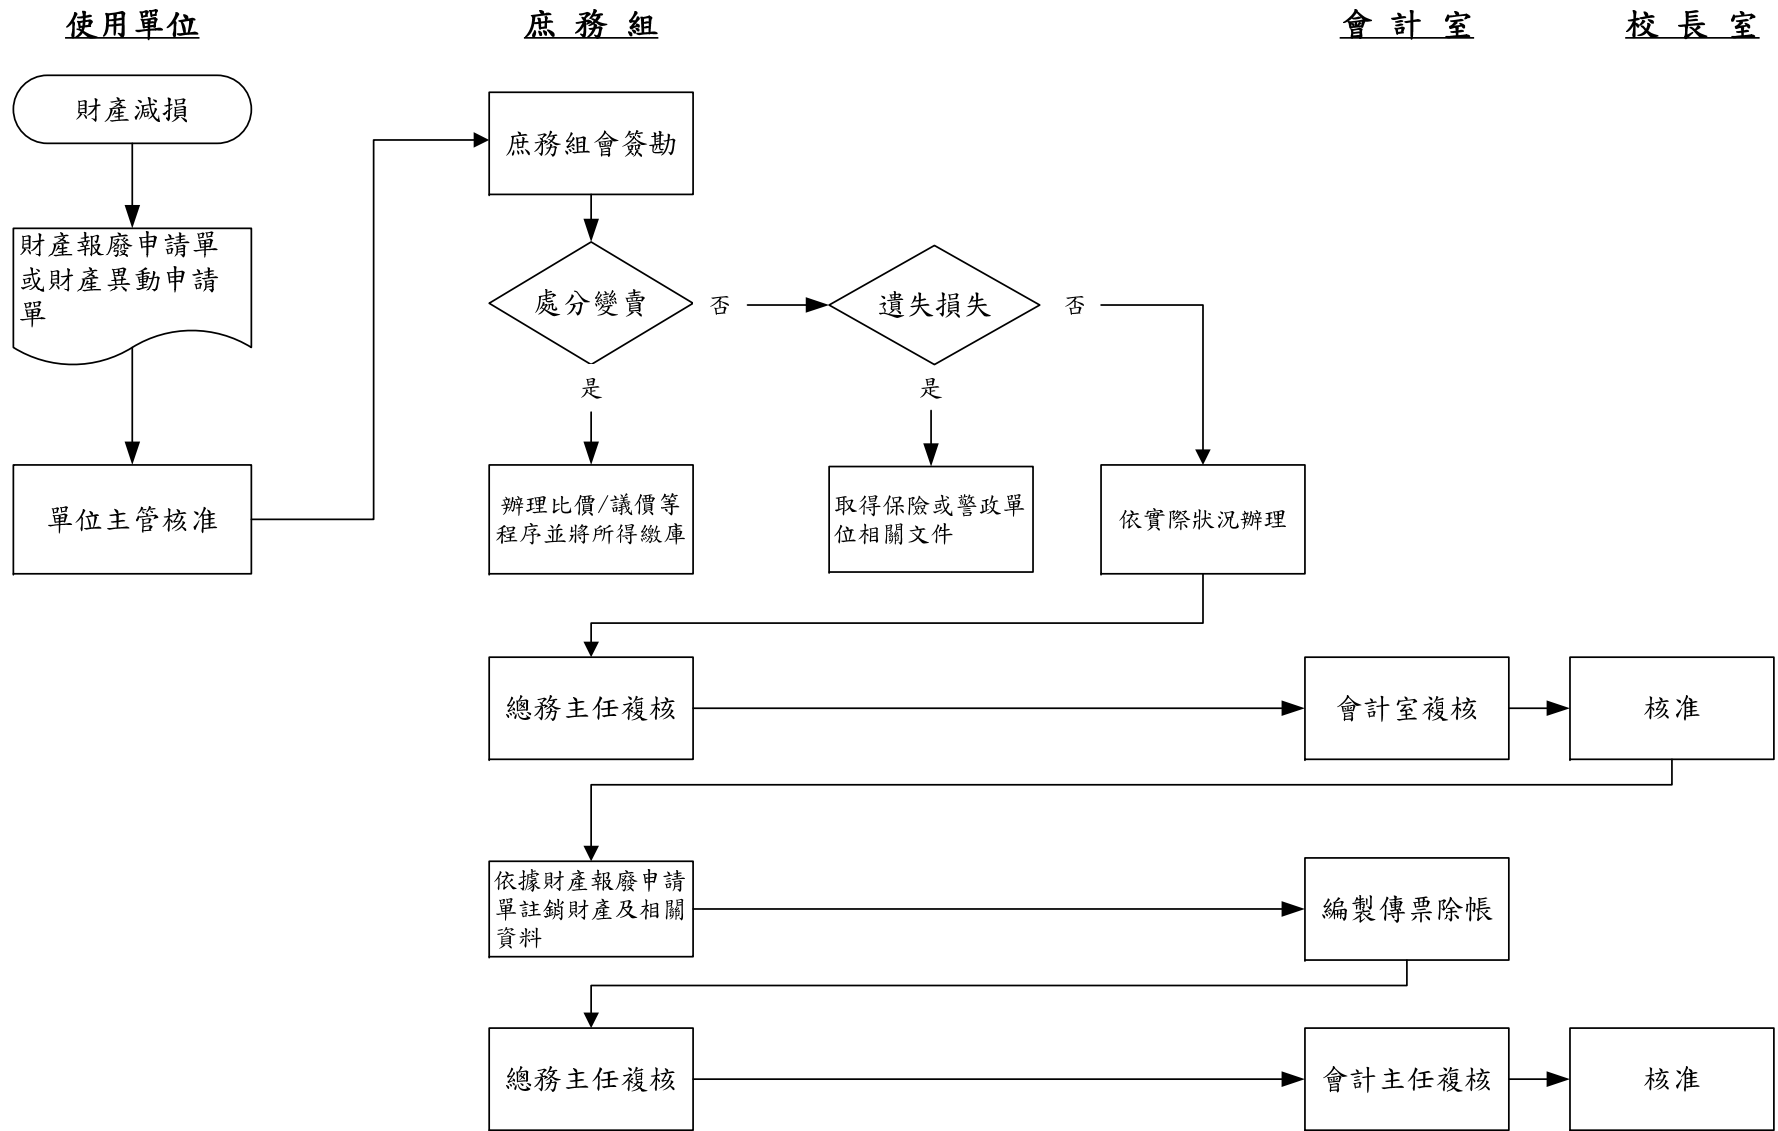 使用單位
庶務組
會計室
校長室
財產減損
庶務組會簽勘
財產報廢申請單
或財產異動申請
單
處分變賣
否
遺失損失
否
是
是
單位主管核准
辦理比價/議價等
程序並將所得繳庫
取得保險或警政單
位相關文件
依實際狀況辦理
總務主任複核
會計室複核
核准
依據財產報廢申請
單註銷財產及相關
資料
編製傳票除帳
總務主任複核
會計主任複核
核准